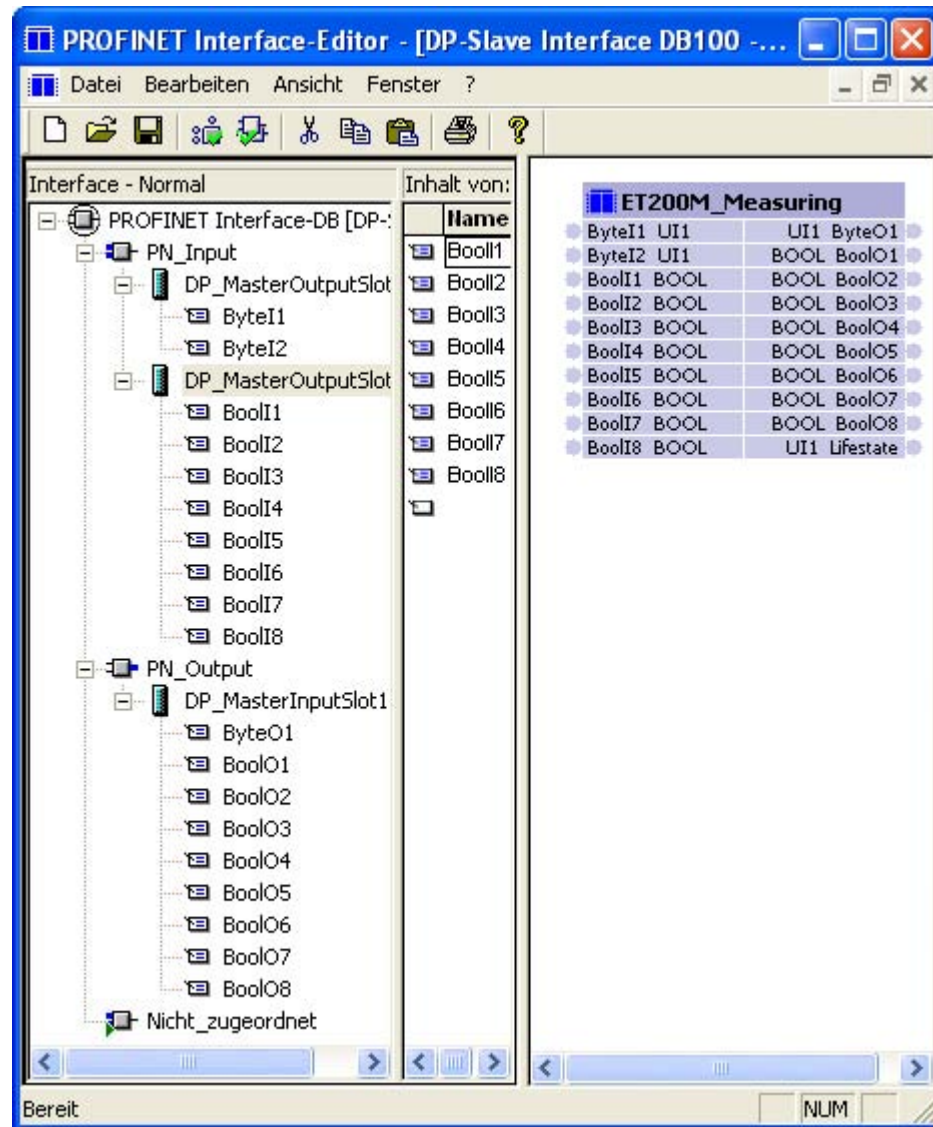 PROFINET Interface-Editor - [DP-Slave Interface DB100 -...
Datei Bearbeiten Ansicht Fenster ?
Interface - Normal
PROFINET Interface-DB [DP-
PN_Input
DP_MasterOutputSlot
ByteI1
ByteI2
DP_MasterOutputSlot
BoolI1
BoolI2
BoolI3
BoolI4
BoolI5
BoolI6
BoolI7
BoolI8
PN_Output
DP_MasterInputSlot1
ByteO1
BoolO1
BoolO2
BoolO3
BoolO4
BoolO5
BoolO6
BoolO7
BoolO8
Nicht_zugeordnet
Inhalt von:
Name
BoolI1
BoolI2
BoolI3
BoolI4
BoolI5
BoolI6
BoolI7
BoolI8
ET200M_Measuring
ByteI1 UI1 UI1 ByteO1
ByteI2 UI1 BOOL BoolO1
BoolI1 BOOL BOOL BoolO2
BoolI2 BOOL BOOL BoolO3
BoolI3 BOOL BOOL BoolO4
BoolI4 BOOL BOOL BoolO5
BoolI5 BOOL BOOL BoolO6
BoolI6 BOOL BOOL BoolO7
BoolI7 BOOL BOOL BoolO8
BoolI8 BOOL UI1 Lifestate
Bereit
NUM